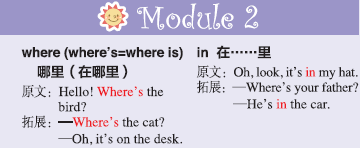 Module 2
where (where's=where is)
哪里（在哪里）
原文：Hello! Where's the
bird?
拓展：—Where's the cat?
—Oh, it's on the desk.
in 在……里
原文：Oh, look, it's in my hat.
拓展：—Where's your father?
—He's in the car.